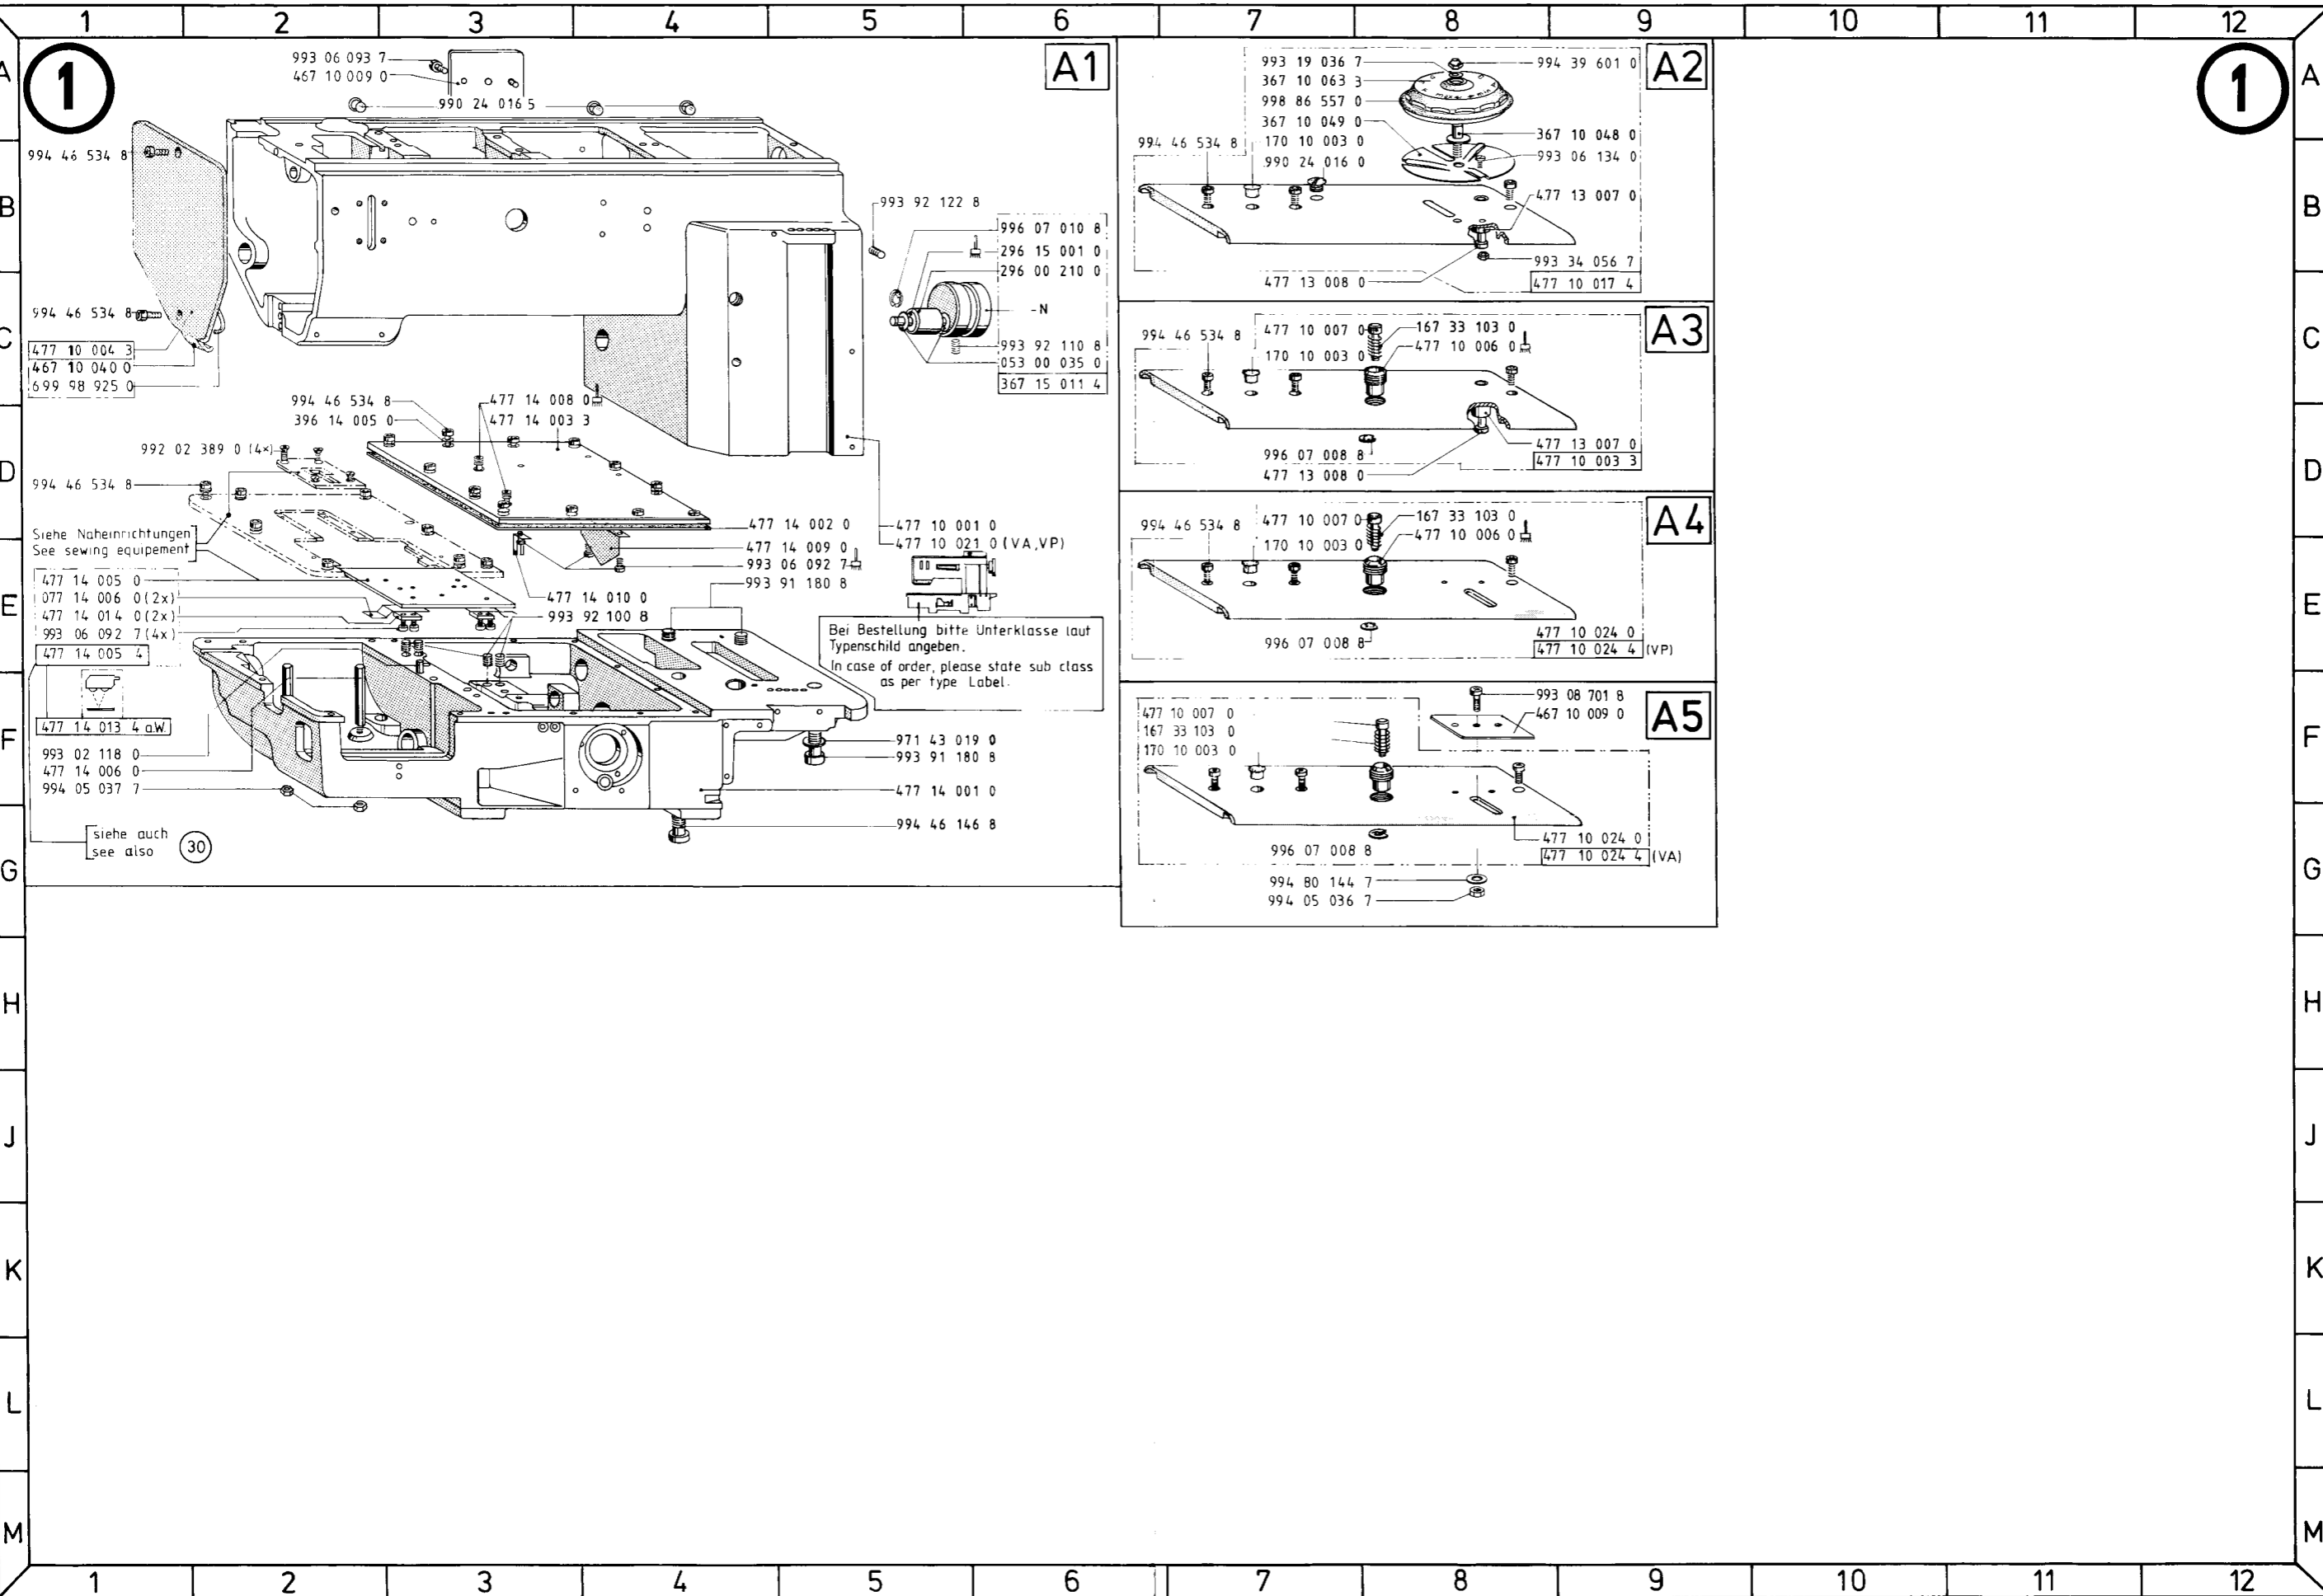 1 2 3 4 5 6 7 8 9 10 11 12
A
B
C
D
E
F
G
H
J
K
L
M
1
A1
993 06 093 7
467 10 009 0
990 24 016 5
994 46 534 8
993 92 122 8
996 07 010 8
296 15 001 0
296 00 210 0
-N
993 92 110 8
053 00 035 0
367 15 011 4
994 46 534 8
477 10 004 3
467 10 040 0
699 98 925 0
994 46 534 8
396 14 005 0
477 14 008 0
477 14 003 3
992 02 389 0 (4x)
994 46 534 8
Siehe Naheinrichtungen
See sewing equipement
477 14 002 0
477 14 009 0
993 06 092 7
993 91 180 8
477 10 001 0
477 10 021 0 (VA,VP)
477 14 005 0
077 14 006 0 (2x)
477 14 014 0 (2x)
993 06 092 7 (4x)
477 14 005 4
477 14 010 0
993 92 100 8
Bei Bestellung bitte Unterklasse laut
Typenschild angeben.
In case of order, please state sub class
as per type Label.
477 14 013 4 a.W.
993 02 118 0
477 14 006 0
994 05 037 7
971 43 019 0
993 91 180 8
477 14 001 0
994 46 146 8
siehe auch
see also
30
A2
993 19 036 7
367 10 063 3
998 86 557 0
367 10 049 0
170 10 003 0
990 24 016 0
994 46 534 8
994 39 601 0
367 10 048 0
993 06 134 0
477 13 007 0
993 34 056 7
477 13 008 0
477 10 017 4
A3
994 46 534 8
477 10 007 0
170 10 003 0
167 33 103 0
477 10 006 0
477 13 007 0
477 10 003 3
996 07 008 8
477 13 008 0
A4
994 46 534 8
477 10 007 0
170 10 003 0
167 33 103 0
477 10 006 0
996 07 008 8
477 10 024 0
477 10 024 4 (VP)
A5
477 10 007 0
167 33 103 0
170 10 003 0
993 08 701 8
467 10 009 0
996 07 008 8
477 10 024 0
477 10 024 4 (VA)
994 80 144 7
994 05 036 7
1
A
B
C
D
E
F
G
H
J
K
L
M
1 2 3 4 5 6 7 8 9 10 11 12